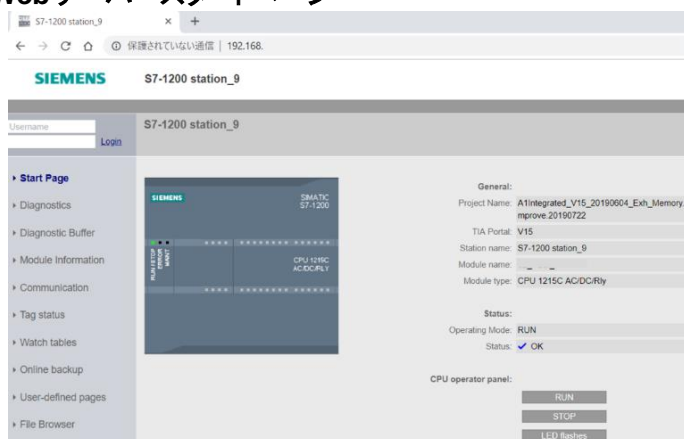 Webサーバースタートページ
S7-1200 station_9
保護されていない通信 | 192.168.
SIEMENS
S7-1200 station_9
Username
Login
S7-1200 station_9
Start Page
Diagnostics
Diagnostic Buffer
Module Information
Communication
Tag status
Watch tables
Online backup
User-defined pages
File Browser
SIEMENS
SIMATIC
S7-1200
RUN / STOP
ERROR
MAINT
CPU 1215C
AC/DC/RLY
General:
Project Name: A1Integrated_V15_20190604_Exh_Memory.
mprove.20190722
TIA Portal: V15
Station name: S7-1200 station_9
Module name:
Module type: CPU 1215C AC/DC/Rly
Status:
Operating Mode: RUN
Status: ✓ OK
CPU operator panel:
RUN
STOP
LED flashes